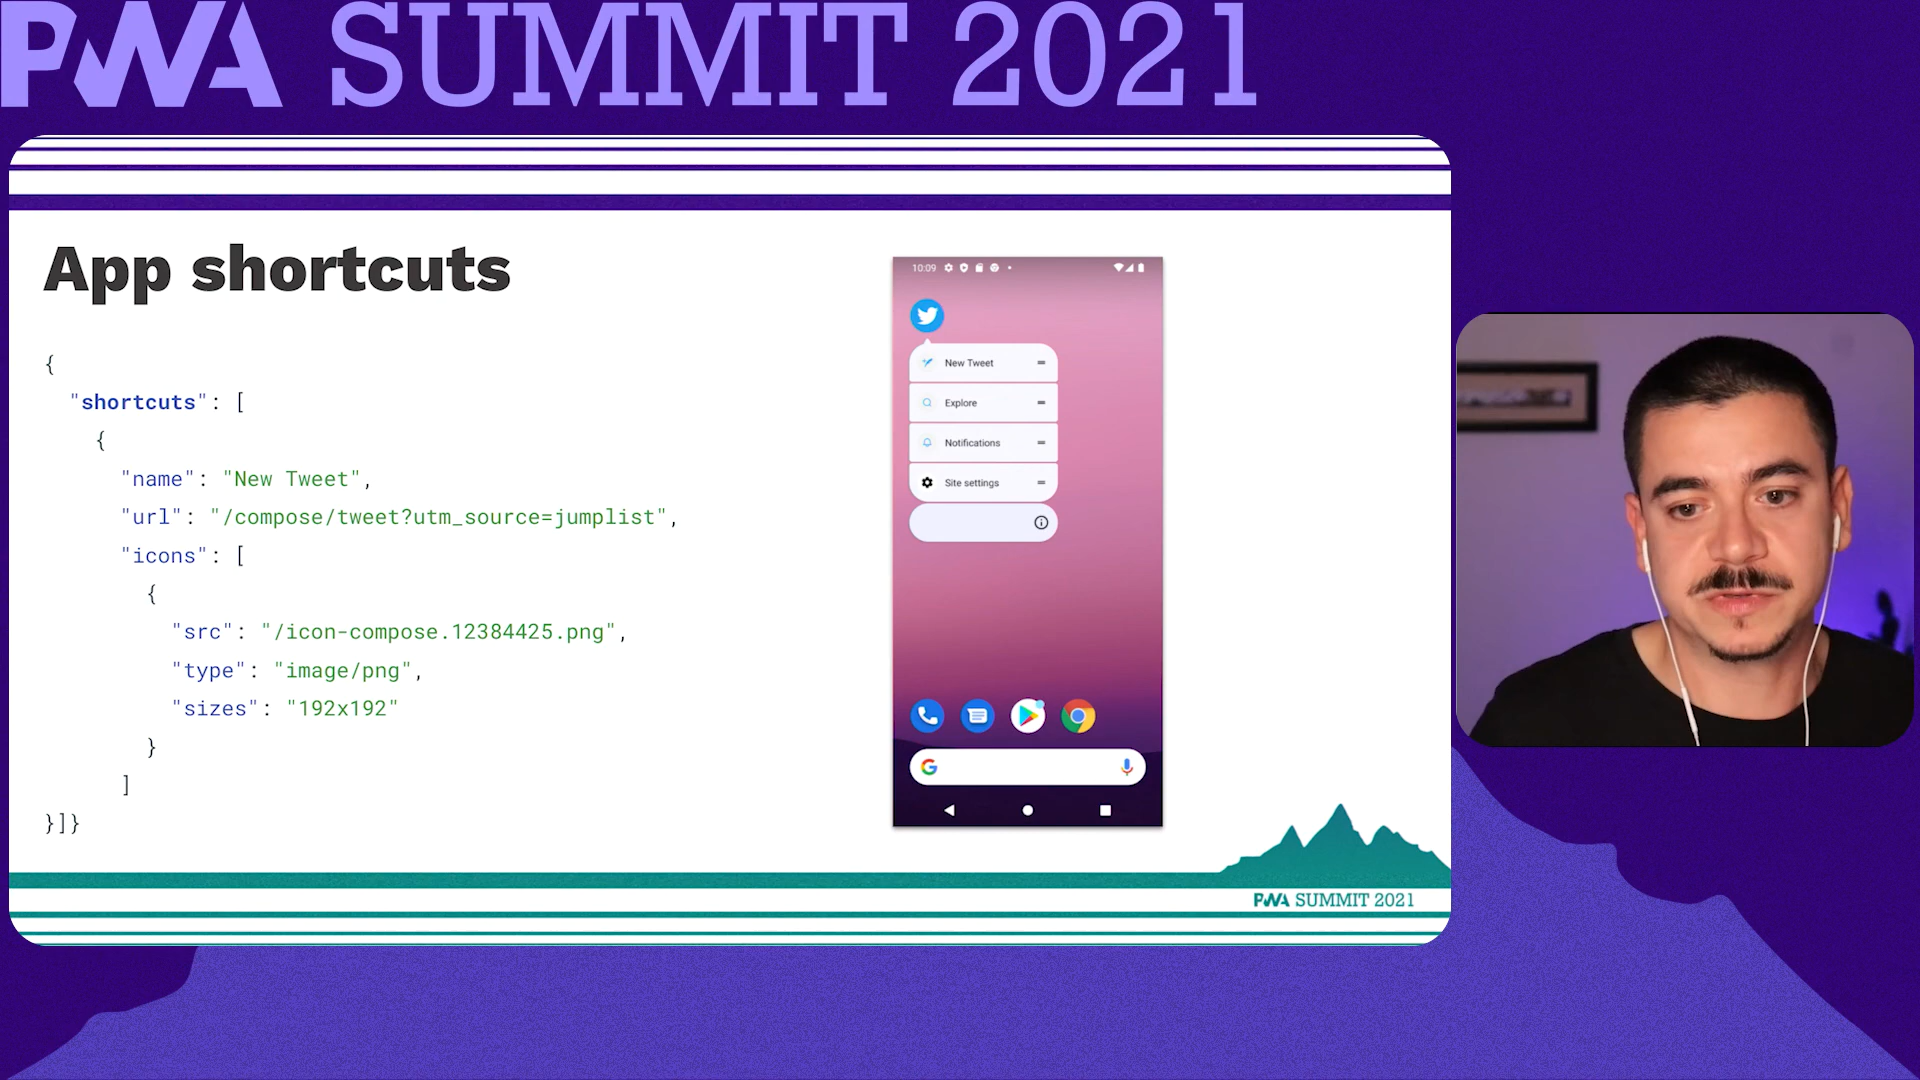 PWA SUMMIT 2021
App shortcuts
{
"shortcuts": [
{
"name": "New Tweet",
"url": "/compose/tweet?utm_source=jumplist",
"icons": [
{
"src": "/icon-compose.12384425.png",
"type": "image/png",
"sizes": "192x192"
}
]
}]}
10:09
New Tweet
Explore
Notifications
Site settings
PWA SUMMIT 2021